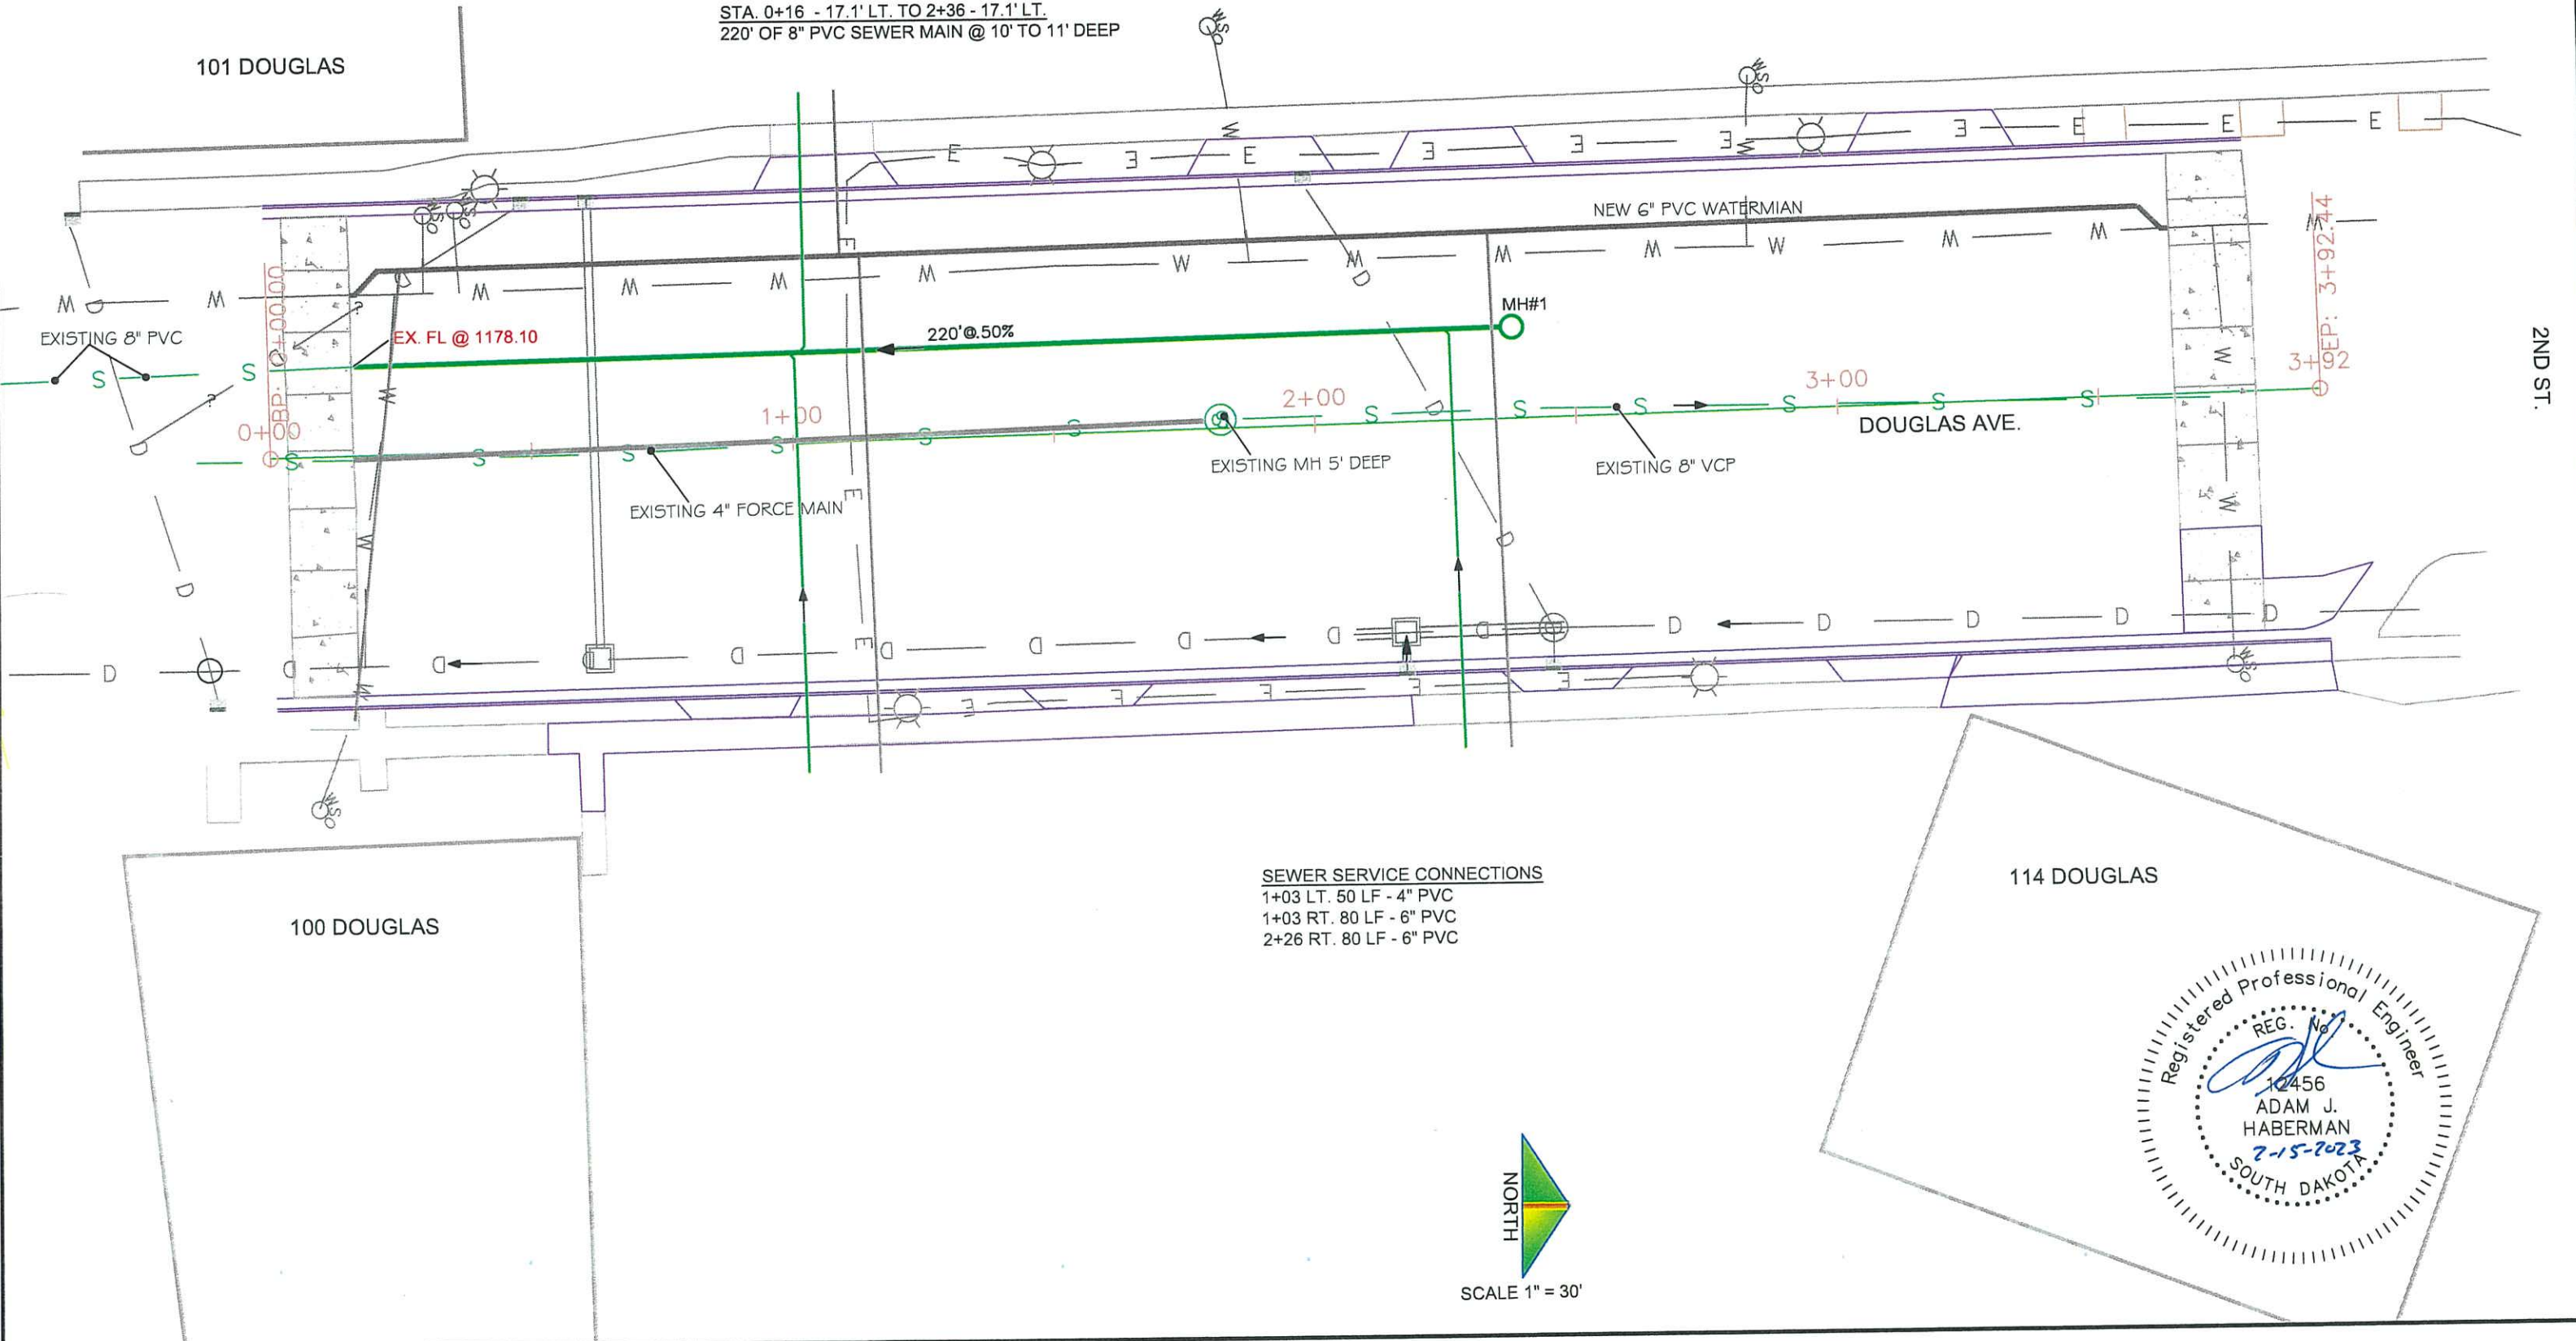 STA. 0+16 - 17.1' LT. TO 2+36 - 17.1' LT.
220' OF 8" PVC SEWER MAIN @ 10' TO 11' DEEP
101 DOUGLAS
WSO
WSO
W
E
E
E
E
E
E
E
E
E
W
WSO
WSO
NEW 6" PVC WATERMIAN
W
D
W
W
W
W
W
W
W
W
W
W
W
W
W
D
D
E
BP: 0+00.00
EP: 3+92.44
MH#1
EXISTING 8" PVC
EX. FL @ 1178.10
220'@.50%
?
?
S
S
0+00
1+00
2+00
3+00
3+92
S
S
S
S
S
S
S
S
S
S
S
S
S
2ND ST.
DOUGLAS AVE.
EXISTING MH 5' DEEP
EXISTING 8" VCP
EXISTING 4" FORCE MAIN
W
W
W
W
W
D
D
D
D
E
E
D
D
D
D
D
D
D
D
D
D
D
D
D
E
E
E
E
E
WSO
WSO
100 DOUGLAS
SEWER SERVICE CONNECTIONS
1+03 LT. 50 LF - 4" PVC
1+03 RT. 80 LF - 6" PVC
2+26 RT. 80 LF - 6" PVC
114 DOUGLAS
Registered Professional Engineer
REG. No
12456
ADAM J.
HABERMAN
2-15-2023
SOUTH DAKOTA
NORTH
SCALE 1" = 30'